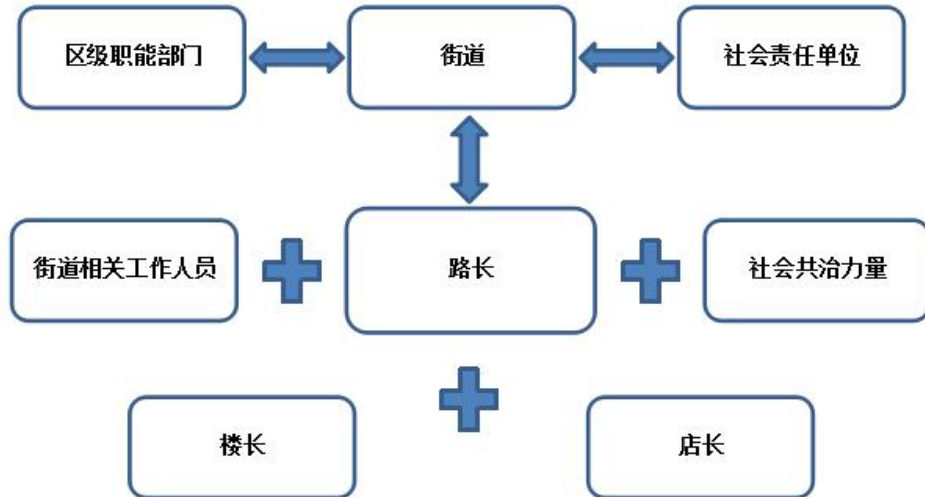 区级职能部门
街道
社会责任单位
街道相关工作人员
路长
社会共治力量
楼长
店长